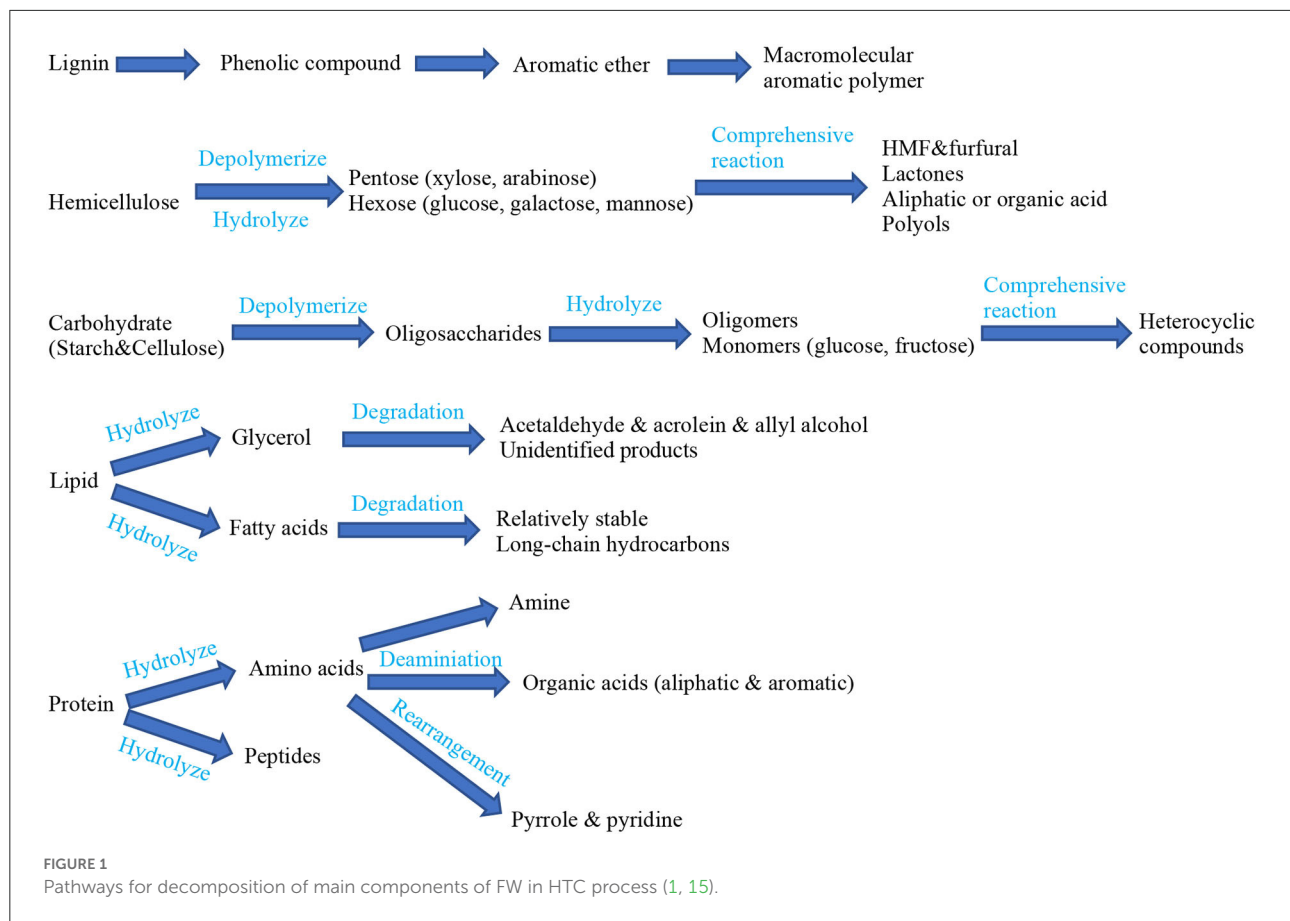 Lignin
Phenolic compound
Aromatic ether
Macromolecular
aromatic polymer
Hemicellulose
Depolymerize
Hydrolyze
Pentose (xylose, arabinose)
Hexose (glucose, galactose, mannose)
Comprehensive
reaction
HMF&furfural
Lactones
Aliphatic or organic acid
Polyols
Carbohydrate
(Starch&Cellulose)
Depolymerize
Oligosaccharides
Hydrolyze
Oligomers
Monomers (glucose, fructose)
Comprehensive
reaction
Heterocyclic
compounds
Lipid
Hydrolyze
Glycerol
Degradation
Acetaldehyde & acrolein & allyl alcohol
Unidentified products
Hydrolyze
Fatty acids
Degradation
Relatively stable
Long-chain hydrocarbons
Protein
Hydrolyze
Amino acids
Amine
Deaminiation
Organic acids (aliphatic & aromatic)
Rearrangement
Pyrrole & pyridine
Hydrolyze
Peptides
FIGURE 1
Pathways for decomposition of main components of FW in HTC process (1, 15).